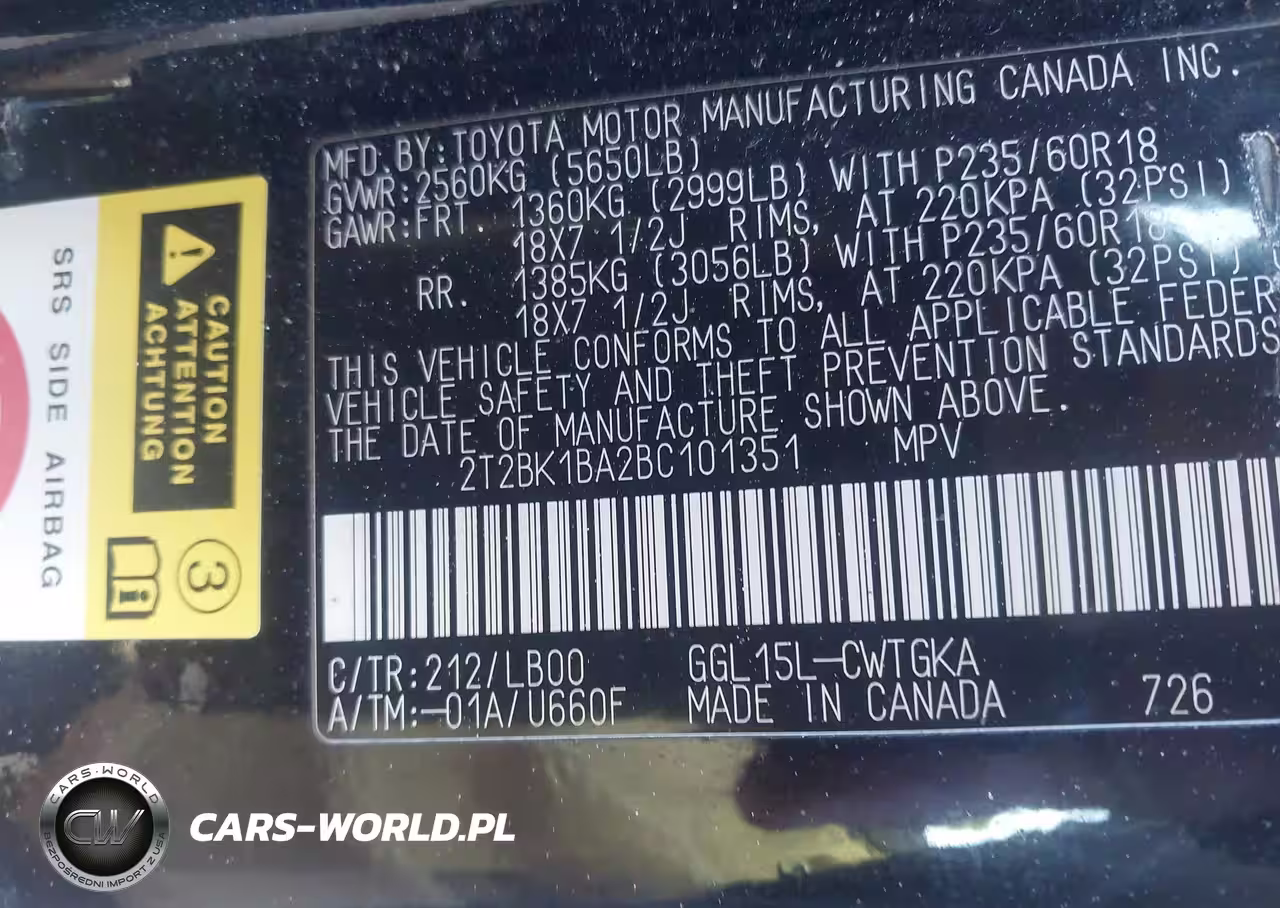 MFD.BY:TOYOTA MOTOR MANUFACTURING CANADA INC.
GVWR:2560KG (5650LB)
GAWR:FRT. 1360KG (2999LB) WITH P235/60R18
18X7 1/2J RIMS, AT 220KPA (32PSI)
RR. 1385KG (3056LB) WITH P235/60R18
18X7 1/2J RIMS, AT 220KPA (32PSI)
THIS VEHICLE CONFORMS TO ALL APPLICABLE FEDER
VEHICLE SAFETY AND THEFT PREVENTION STANDARDS
THE DATE OF MANUFACTURE SHOWN ABOVE.
2T2BK1BA2BC101351 MPV
C/TR:212/LB00 GGL15L-CWTGKA
A/TM:-01A/U660F MADE IN CANADA 726
CAUTION
ATTENTION
ACHTUNG
3
i
SRS SIDE AIRBAG
CARS-WORLD
CW
BEZPOŚREDNI IMPORT Z USA
CARS-WORLD.PL